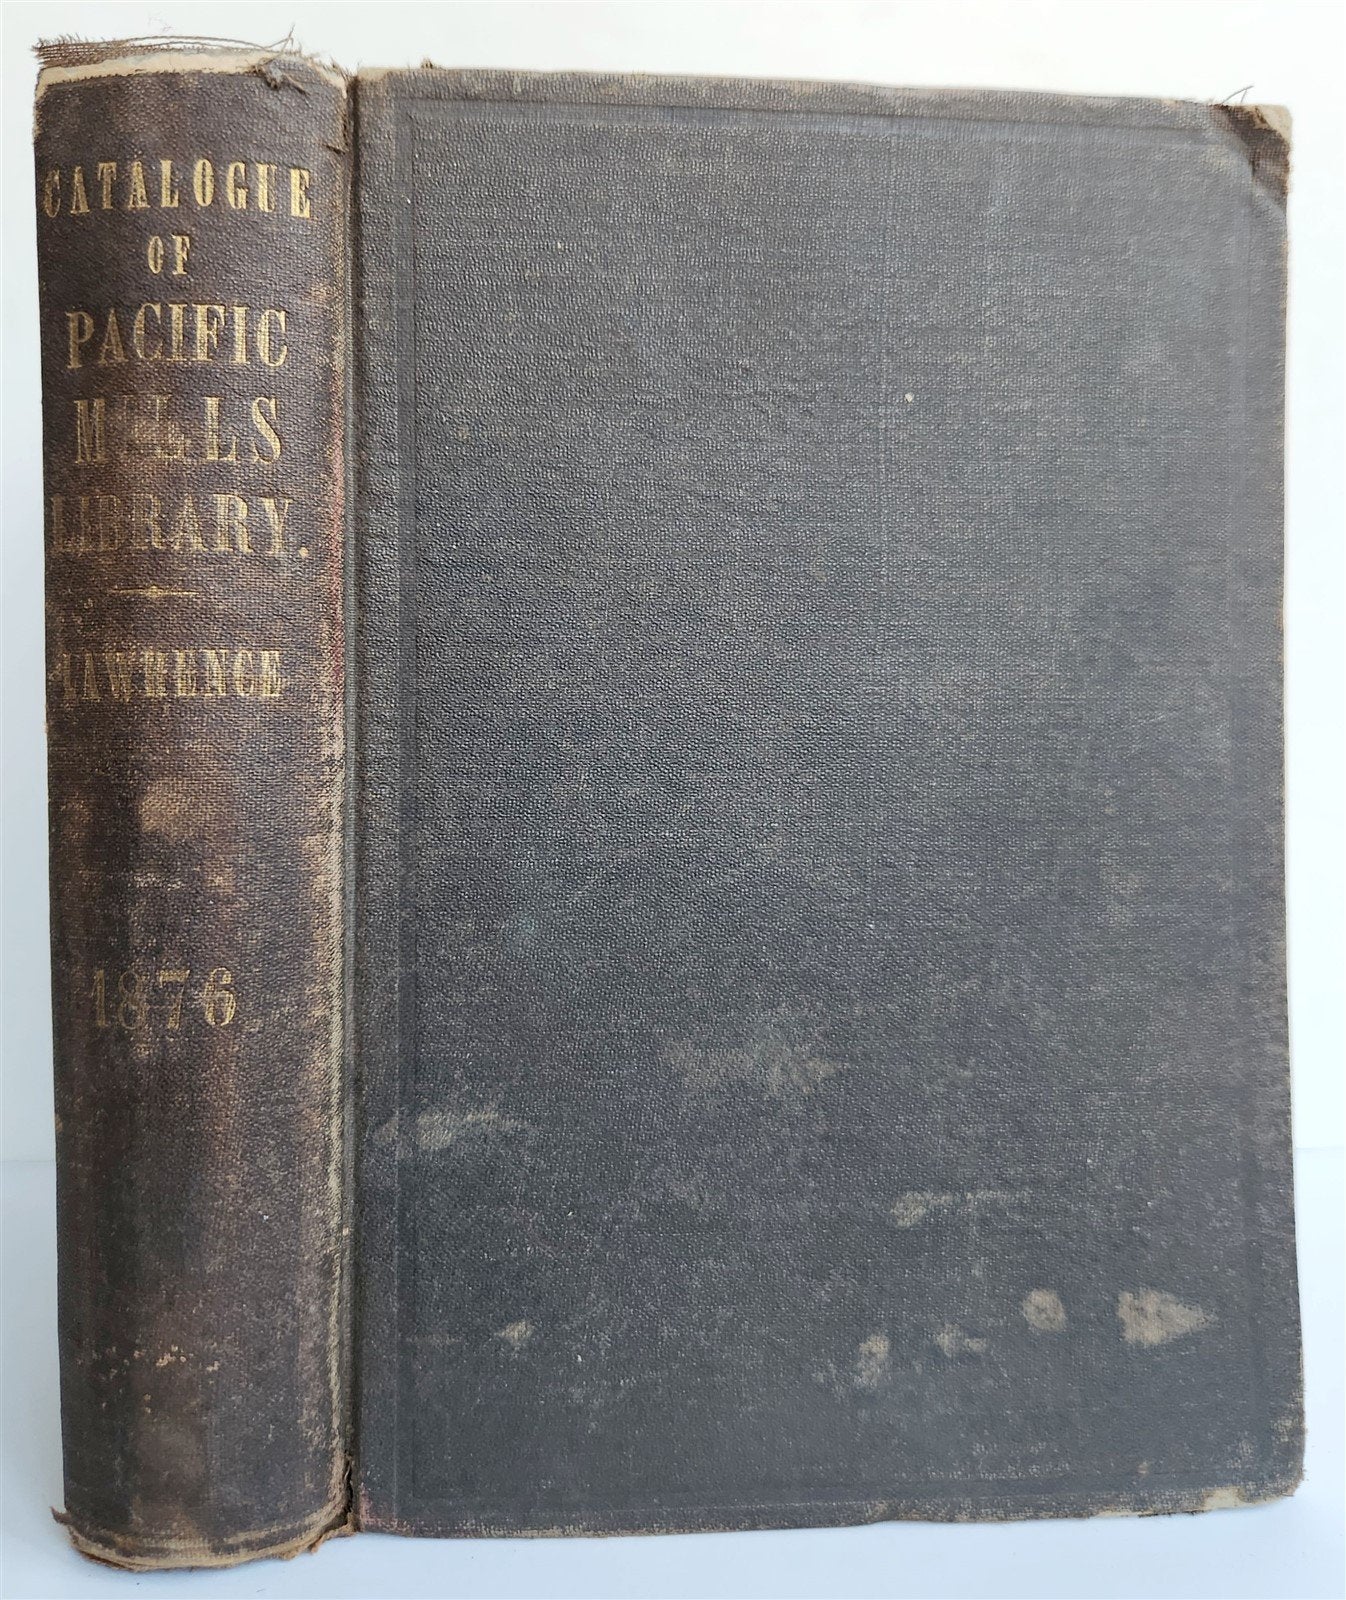 CATALOGUE
OF
PACIFIC
MILLS
LIBRARY.
LAWRENCE
1876